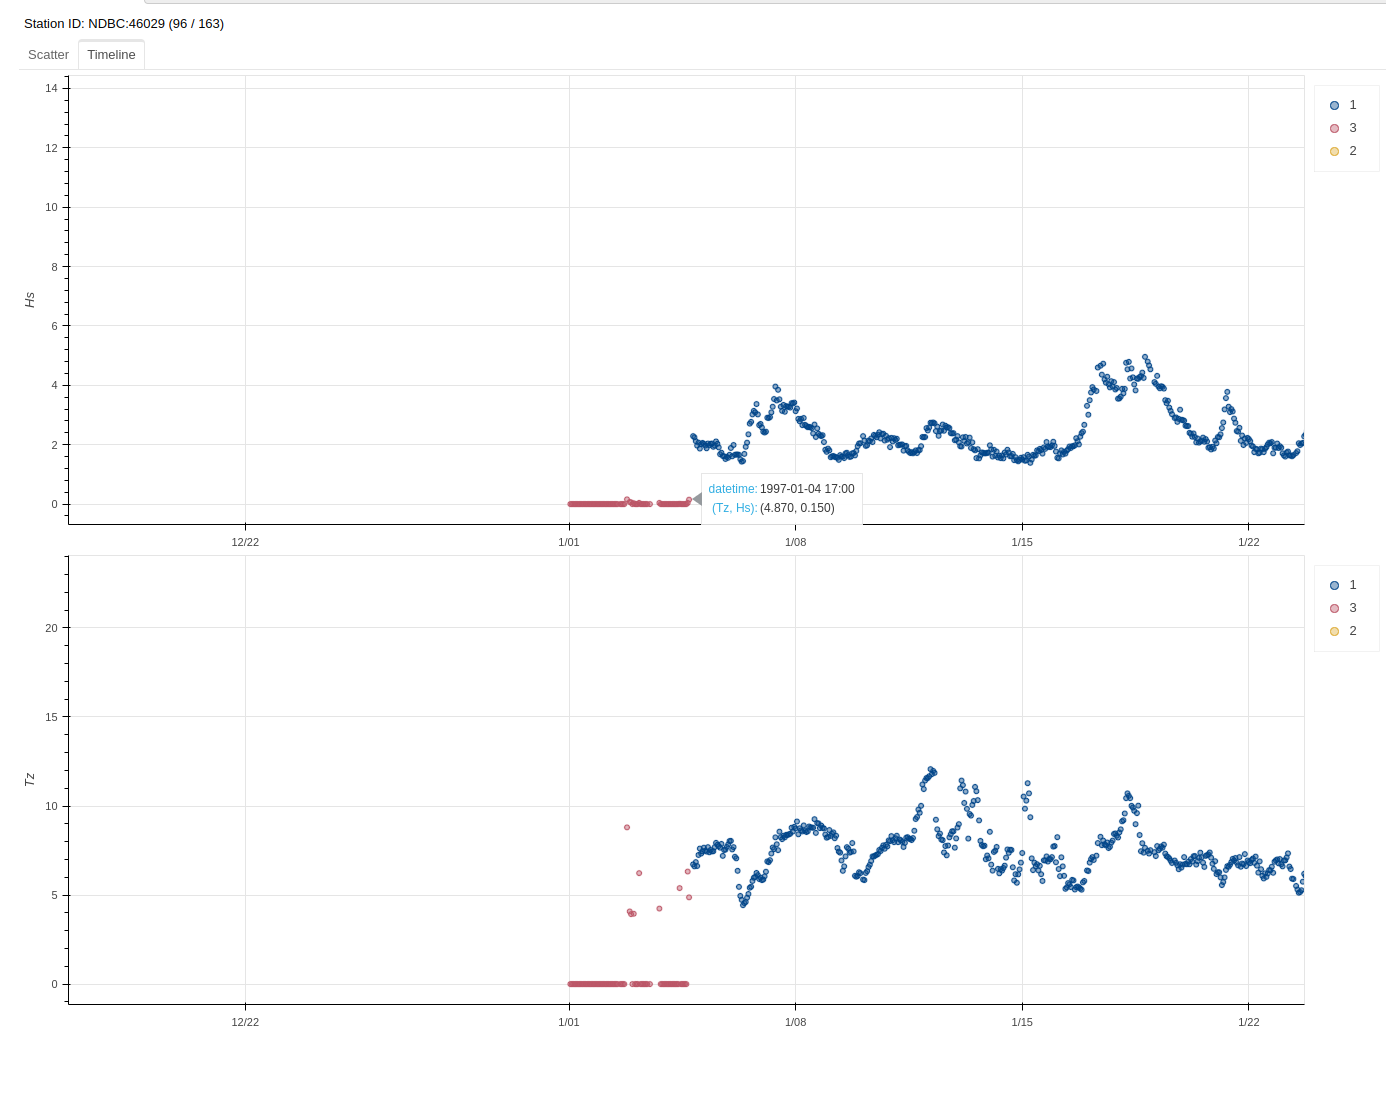 Station ID: NDBC:46029 (96 / 163)
Scatter Timeline
14
12
10
8
6
4
2
0
Hs
12/22 1/01 1/08 1/15 1/22
1
3
2
datetime: 1997-01-04 17:00
(Tz, Hs): (4.870, 0.150)
20
15
10
5
0
Tz
12/22 1/01 1/08 1/15 1/22
1
3
2